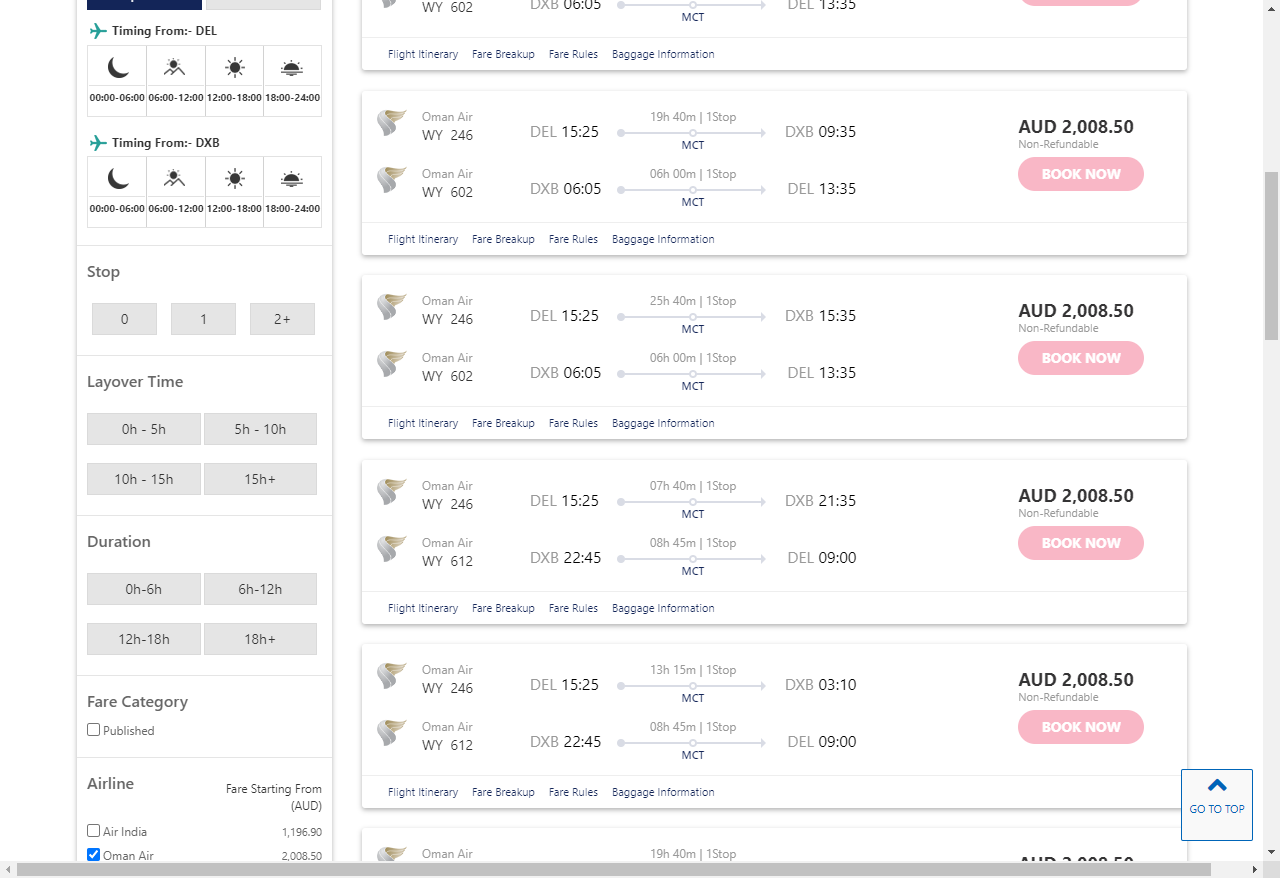 Timing From:- DEL
00:00-06:00 06:00-12:00 12:00-18:00 18:00-24:00
Timing From:- DXB
00:00-06:00 06:00-12:00 12:00-18:00 18:00-24:00
Stop
0 1 2+
Layover Time
0h - 5h 5h - 10h
10h - 15h 15h+
Duration
0h-6h 6h-12h
12h-18h 18h+
Fare Category
Published
Airline Fare Starting From
(AUD)
Air India 1,196.90
Oman Air 2,008.50
WY 602 DXB 06:05 DEL 13:35
MCT
Flight Itinerary Fare Breakup Fare Rules Baggage Information
Oman Air 19h 40m | 1Stop
WY 246 DEL 15:25 DXB 09:35
MCT
AUD 2,008.50
Non-Refundable
BOOK NOW
Oman Air 06h 00m | 1Stop
WY 602 DXB 06:05 DEL 13:35
MCT
Flight Itinerary Fare Breakup Fare Rules Baggage Information
Oman Air 25h 40m | 1Stop
WY 246 DEL 15:25 DXB 15:35
MCT
AUD 2,008.50
Non-Refundable
BOOK NOW
Oman Air 06h 00m | 1Stop
WY 602 DXB 06:05 DEL 13:35
MCT
Flight Itinerary Fare Breakup Fare Rules Baggage Information
Oman Air 07h 40m | 1Stop
WY 246 DEL 15:25 DXB 21:35
MCT
AUD 2,008.50
Non-Refundable
BOOK NOW
Oman Air 08h 45m | 1Stop
WY 612 DXB 22:45 DEL 09:00
MCT
Flight Itinerary Fare Breakup Fare Rules Baggage Information
Oman Air 13h 15m | 1Stop
WY 246 DEL 15:25 DXB 03:10
MCT
AUD 2,008.50
Non-Refundable
BOOK NOW
Oman Air 08h 45m | 1Stop
WY 612 DXB 22:45 DEL 09:00
MCT
Flight Itinerary Fare Breakup Fare Rules Baggage Information
Oman Air 19h 40m | 1Stop
AUD 2,008.50
GO TO TOP